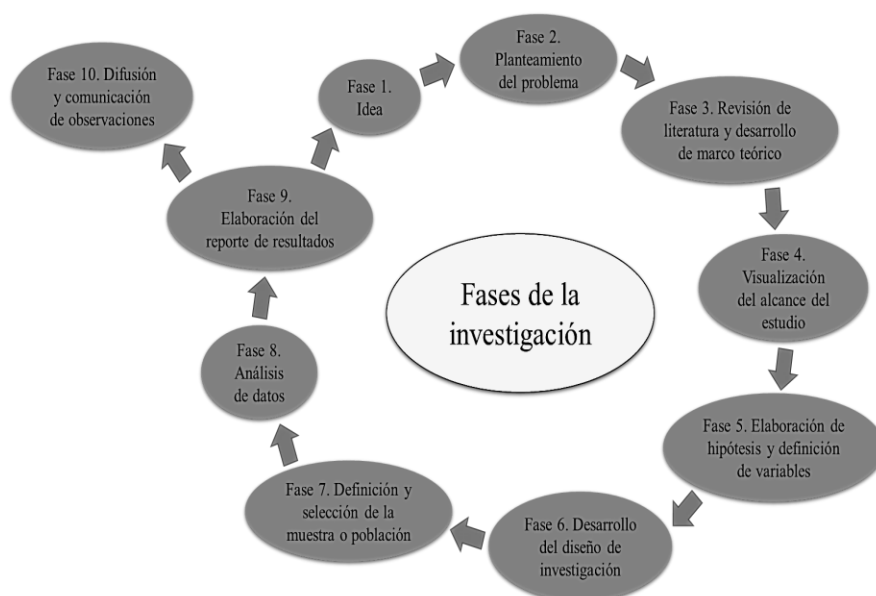 Fase 1.
Idea
Fase 2.
Planteamiento
del problema
Fase 3. Revisión de
literatura y desarrollo
de marco teórico
Fase 4.
Visualización
del alcance del
estudio
Fase 5. Elaboración de
hipótesis y definición
de variables
Fase 6. Desarrollo
del diseño de
investigación
Fase 7. Definición y
selección de la
muestra o población
Fase 8.
Análisis
de datos
Fase 9.
Elaboración del
reporte de resultados
Fase 10. Difusión
y comunicación
de observaciones
Fases de la
investigación